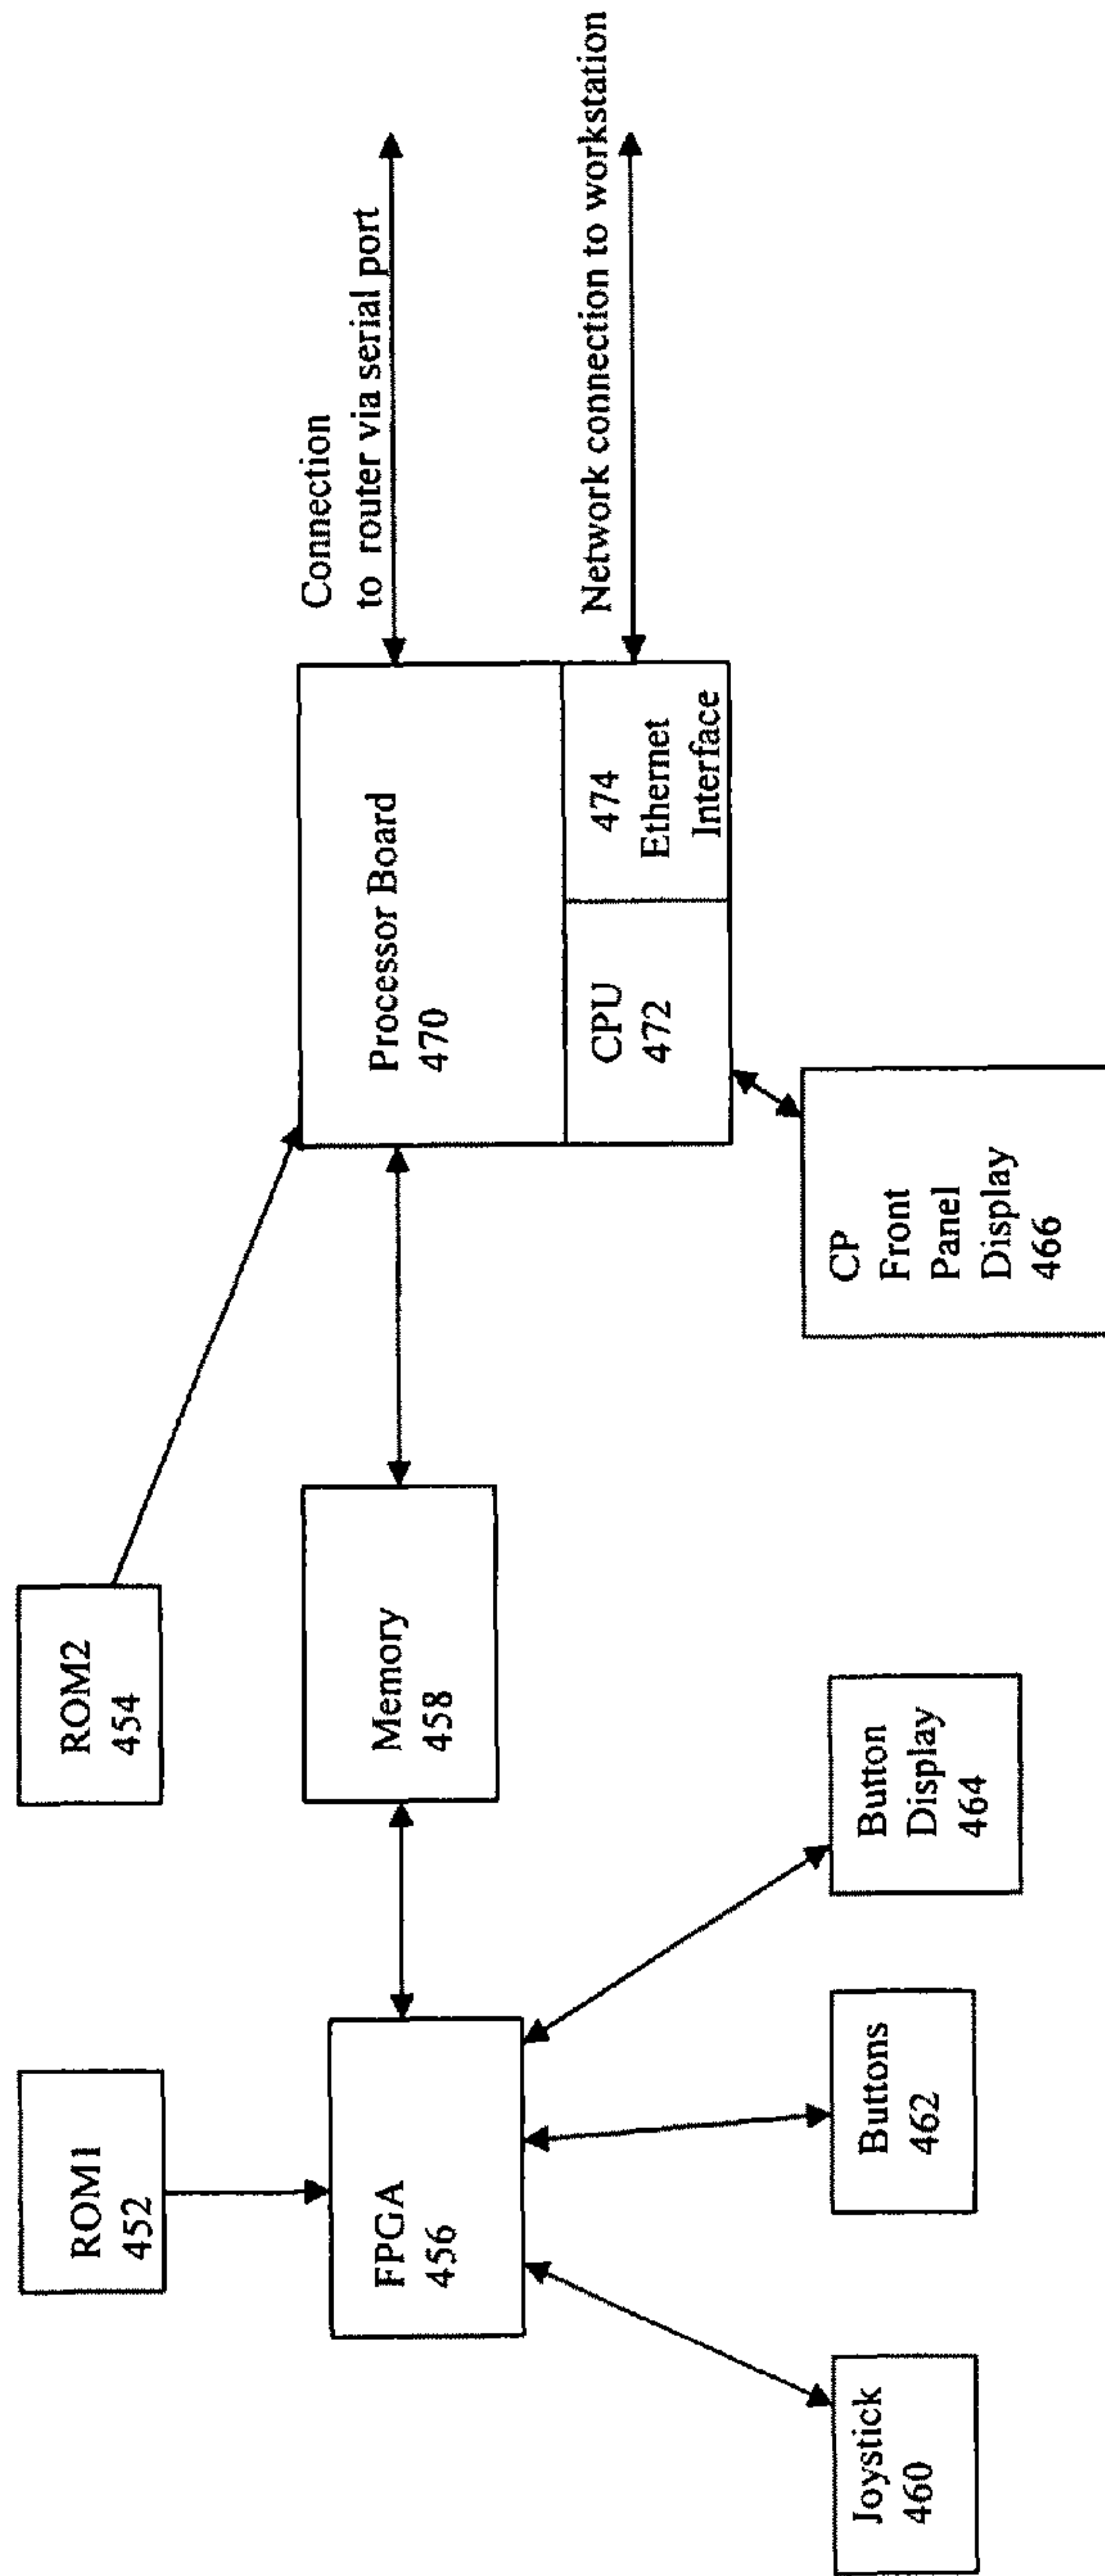 ROM1
452
ROM2
454
Connection
to router via serial port
Network connection to workstation
FPGA
456
Memory
458
Processor Board
470
CPU
472
474
Ethernet
Interface
Joystick
460
Buttons
462
Button
Display
464
CP
Front
Panel
Display
466